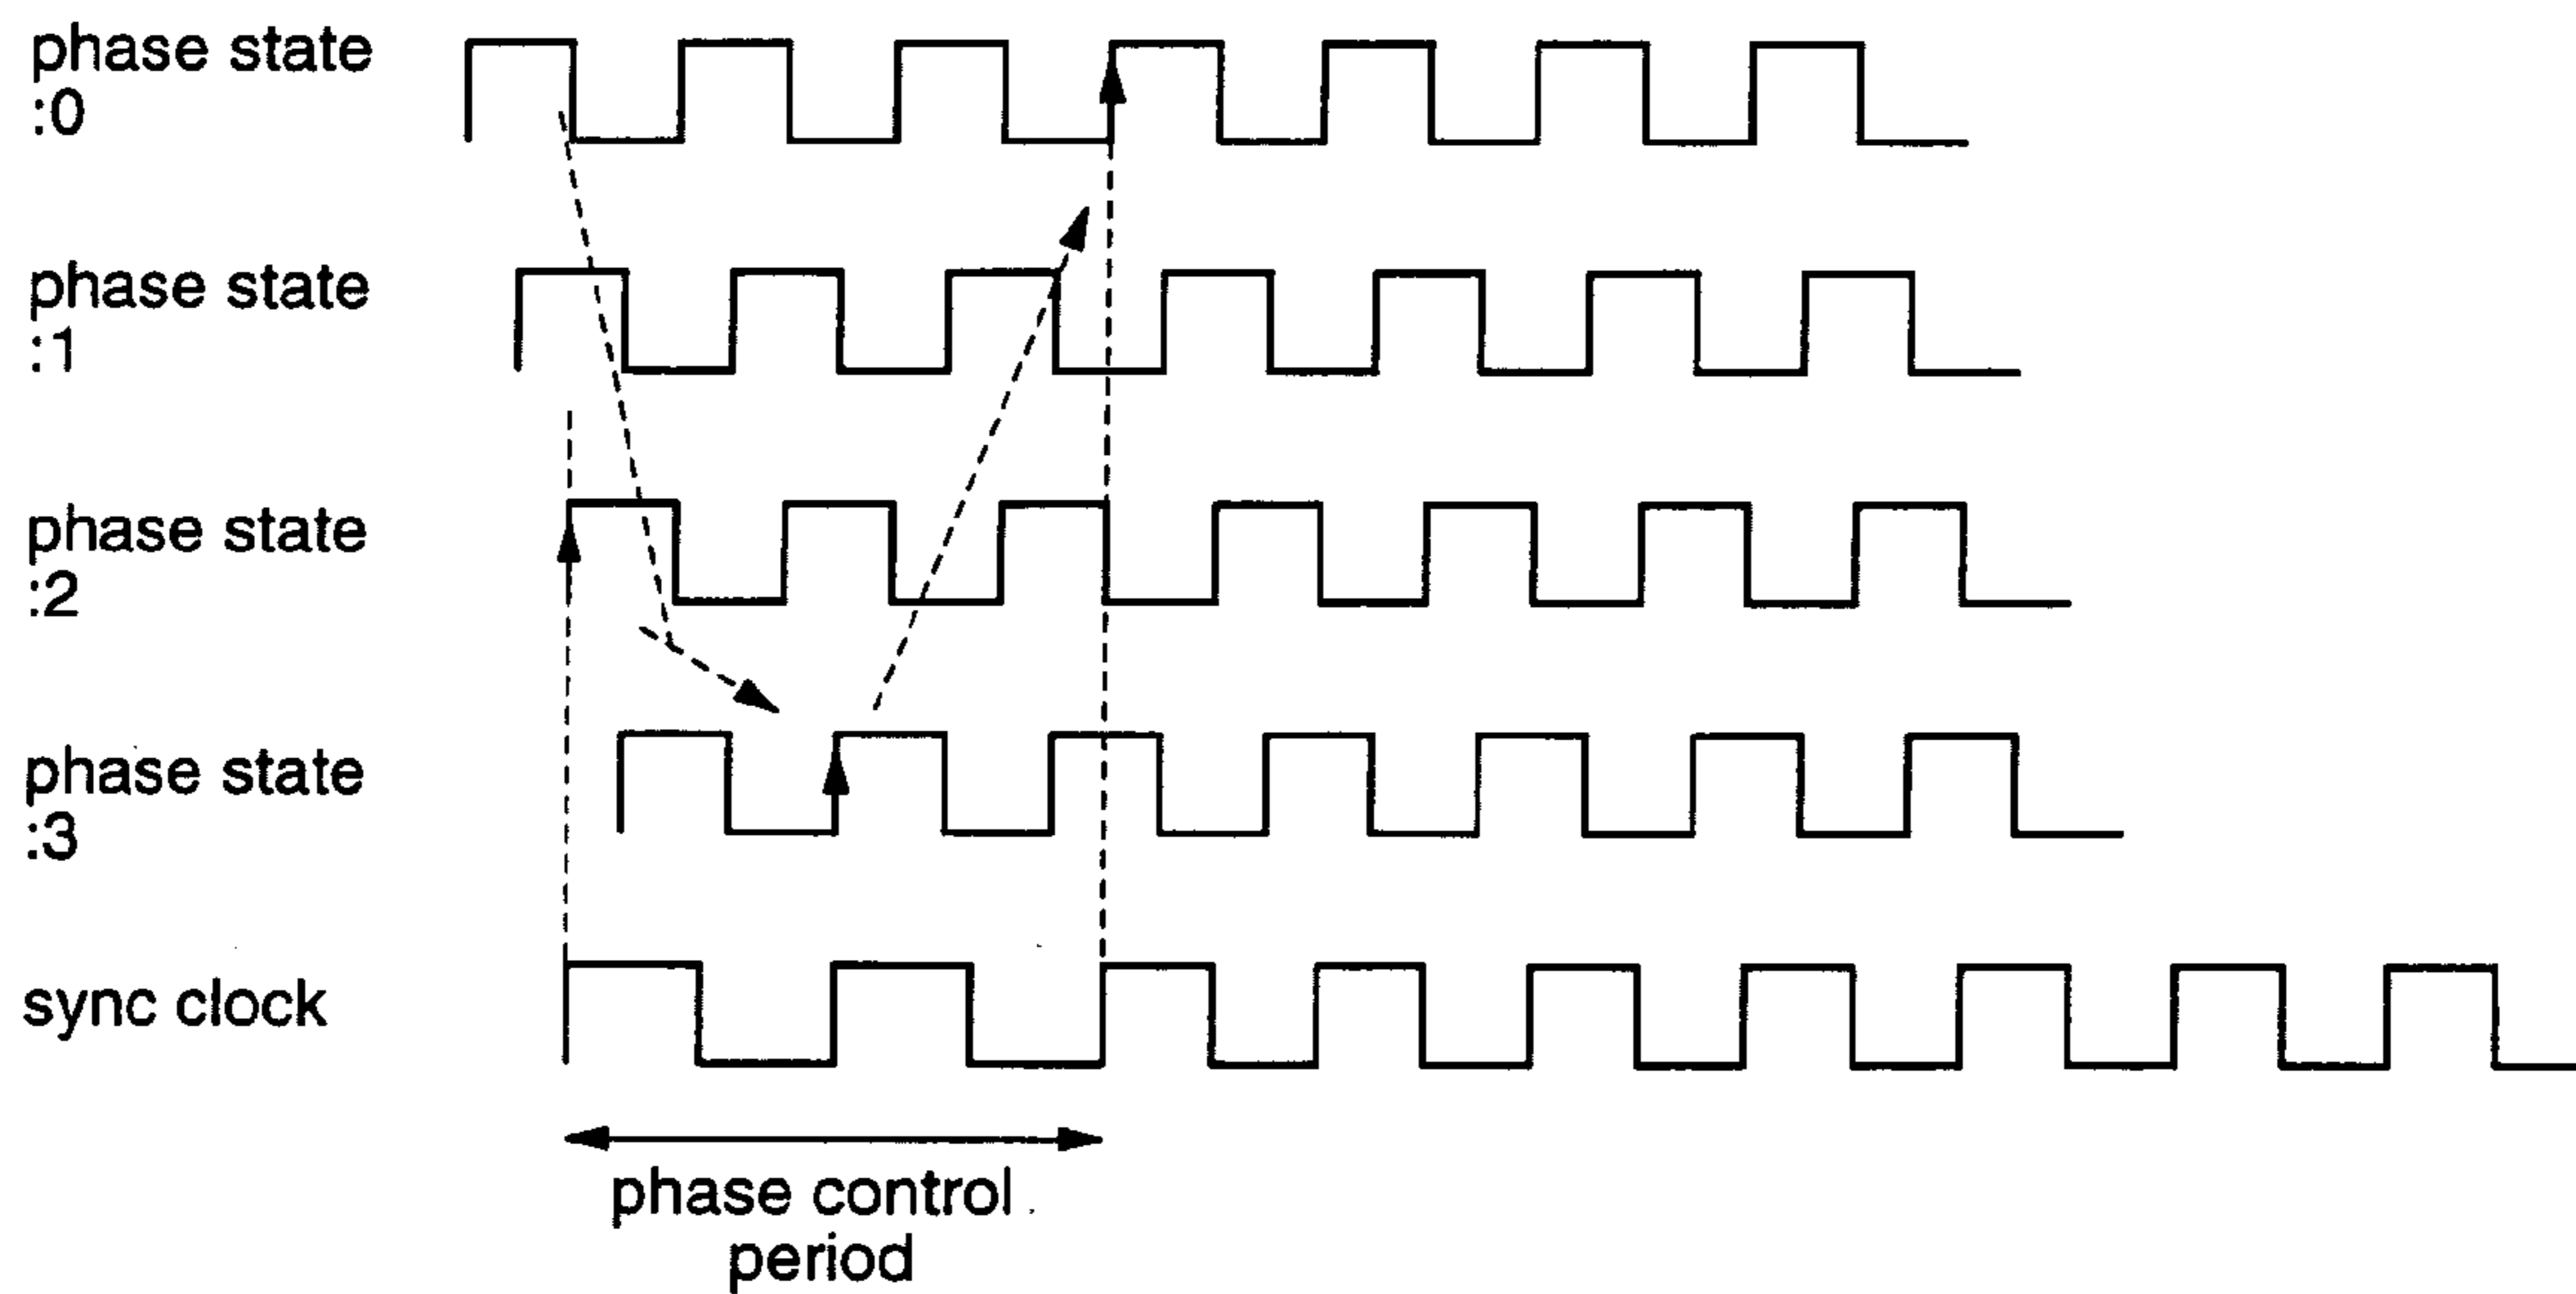 phase state
:0
phase state
:1
phase state
:2
phase state
:3
sync clock
phase control
period